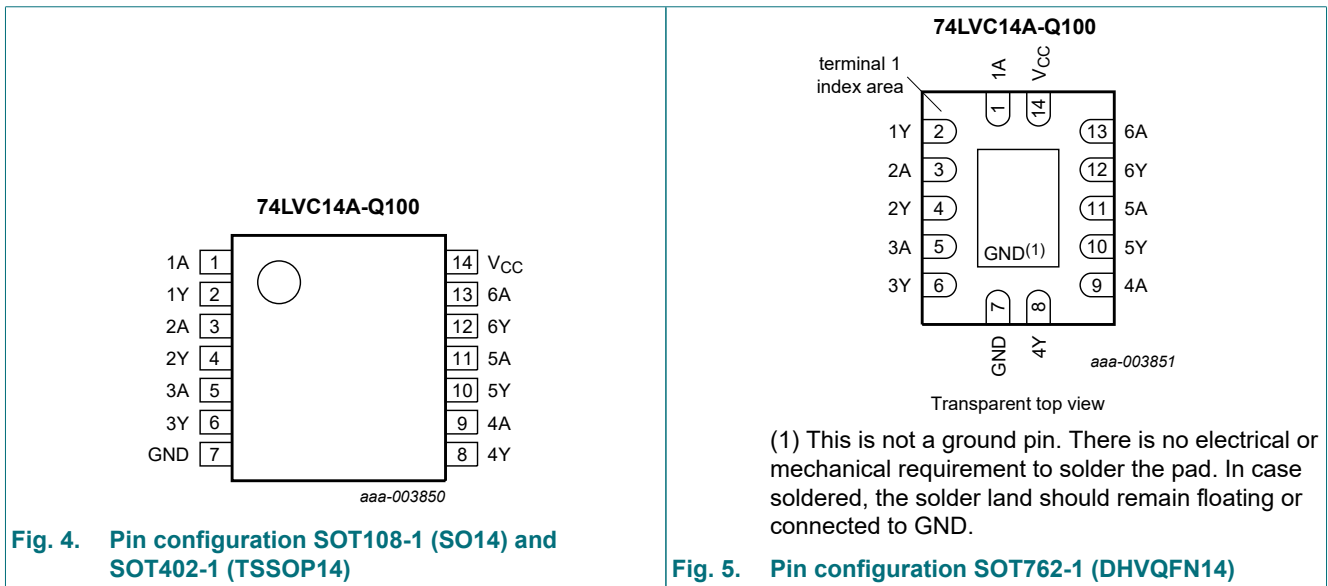 74LVC14A-Q100
1A 1
1Y 2
2A 3
2Y 4
3A 5
3Y 6
GND 7
14 VCC
13 6A
12 6Y
11 5A
10 5Y
9 4A
8 4Y
aaa-003850
Fig. 4. Pin configuration SOT108-1 (SO14) and
SOT402-1 (TSSOP14)
74LVC14A-Q100
terminal 1
index area
1A
VCC
1
14
1Y 2
2A 3
2Y 4
3A 5
3Y 6
13 6A
12 6Y
11 5A
10 5Y
9 4A
GND(1)
7
8
GND
4Y
aaa-003851
Transparent top view
(1) This is not a ground pin. There is no electrical or
mechanical requirement to solder the pad. In case
soldered, the solder land should remain floating or
connected to GND.
Fig. 5. Pin configuration SOT762-1 (DHVQFN14)